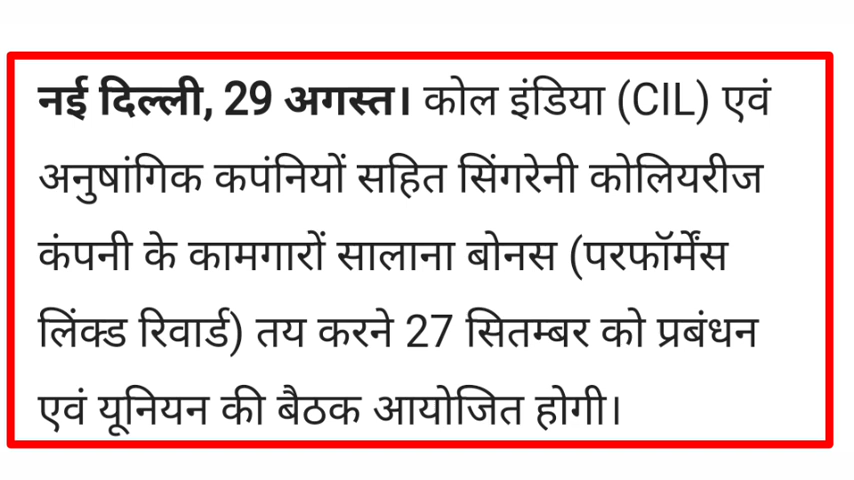 नई दिल्ली, 29 अगस्त। कोल इंडिया (CIL) एवं
अनुषांगिक कपंनियों सहित सिंगरेनी कोलियरीज
कंपनी के कामगारों सालाना बोनस (परफॉर्मेंस
लिंक्ड रिवार्ड) तय करने 27 सितम्बर को प्रबंधन
एवं यूनियन की बैठक आयोजित होगी।